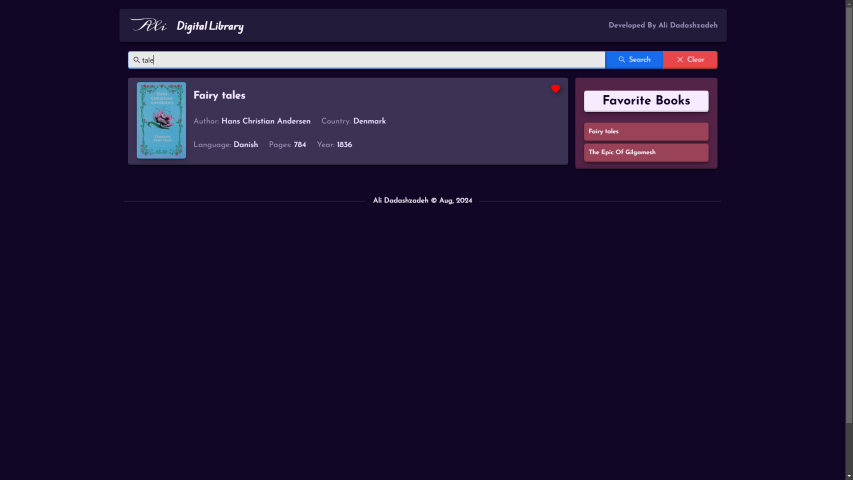 Ali Digital Library
Developed By Ali Dadashzadeh
tale
Search
Clear
Fairy tales
Author: Hans Christian Andersen Country: Denmark
Language: Danish Pages: 784 Year: 1836
Favorite Books
Fairy tales
The Epic Of Gilgamesh
Ali Dadashzadeh © Aug, 2024